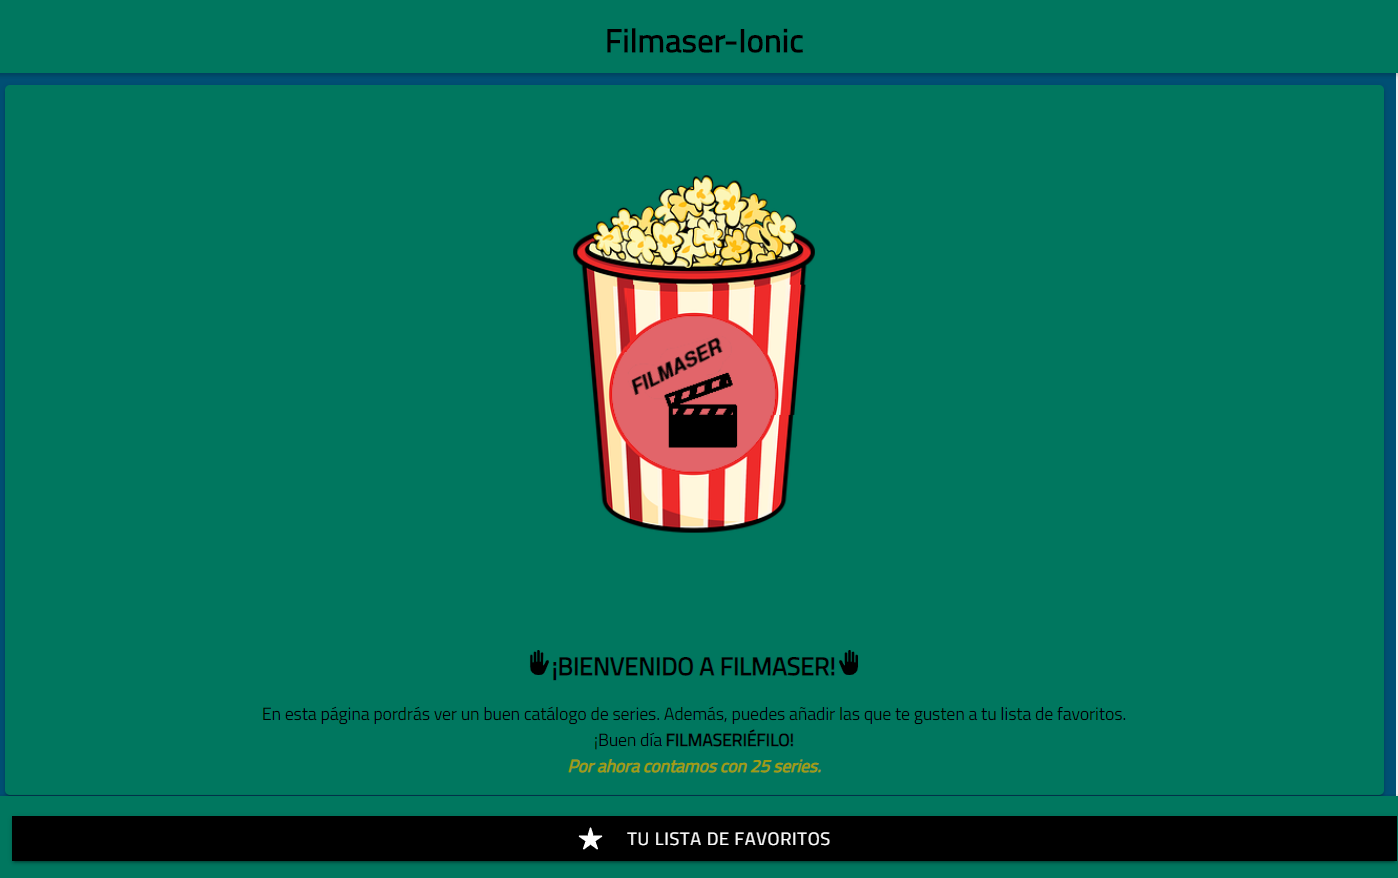 Filmaser-Ionic
FILMASER
¡BIENVENIDO A FILMASER!
En esta página pordrás ver un buen catálogo de series. Además, puedes añadir las que te gusten a tu lista de favoritos.
¡Buen día FILMASERIÉFILO!
Por ahora contamos con 25 series.
TU LISTA DE FAVORITOS